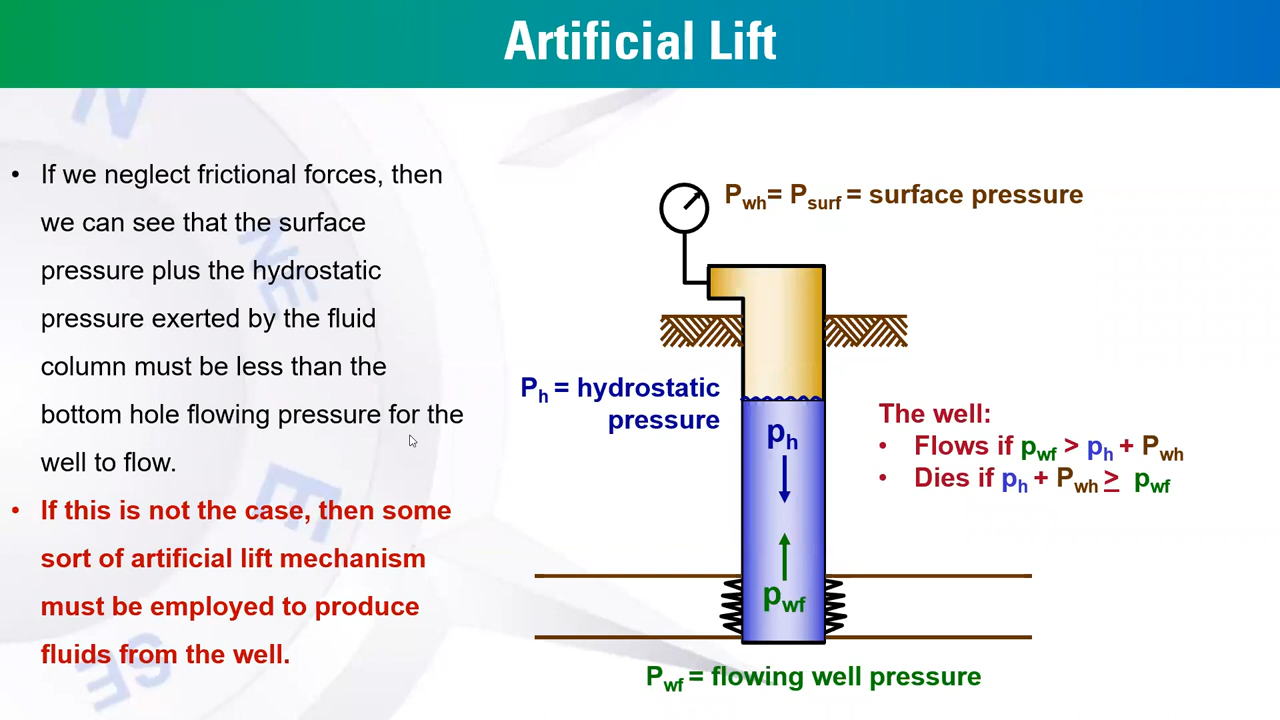 Artificial Lift
• If we neglect frictional forces, then
we can see that the surface
pressure plus the hydrostatic
pressure exerted by the fluid
column must be less than the
bottom hole flowing pressure for the
well to flow.
• If this is not the case, then some
sort of artificial lift mechanism
must be employed to produce
fluids from the well.
Pwh= Psurf = surface pressure
Ph = hydrostatic
pressure
ph
The well:
• Flows if pwf > ph + Pwh
• Dies if ph + Pwh ≥ pwf
pwf
Pwf = flowing well pressure
N
NE
E
SE